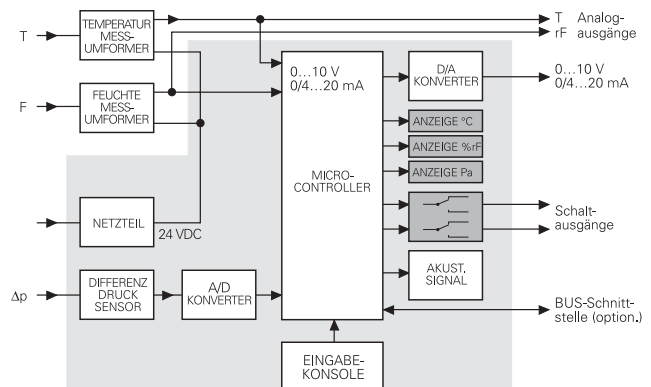 T
TEMPERATUR
MESS-
UMFORMER
T Analog-
rF ausgänge
F
FEUCHTE
MESS-
UMFORMER
0...10 V
0/4...20 mA
D/A
KONVERTER
0...10 V
0/4...20 mA
ANZEIGE °C
ANZEIGE %rF
ANZEIGE Pa
MICRO-
CONTROLLER
NETZTEIL
24 VDC
Schalt-
ausgänge
Δp
DIFFERENZ
DRUCK
SENSOR
A/D
KONVERTER
AKUST.
SIGNAL
BUS-Schnitt-
stelle (option.)
EINGABE-
KONSOLE